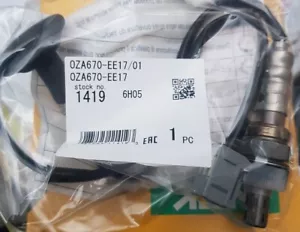 OZA670-EE17/01
OZA670-EE17
stock no.
1419 6H05
EAC 1 PC